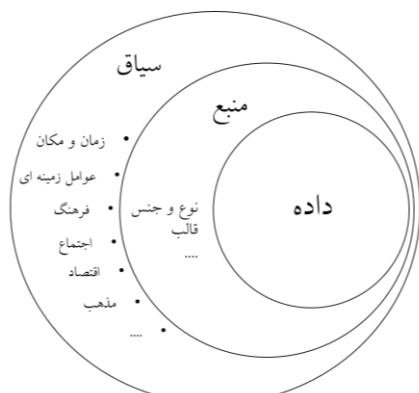 سیاق
منبع
داده
• زمان و مکان
• عوامل زمینه ای
• فرهنگ
• اجتماع
• اقتصاد
• مذهب
• ....
نوع و جنس
قالب
....